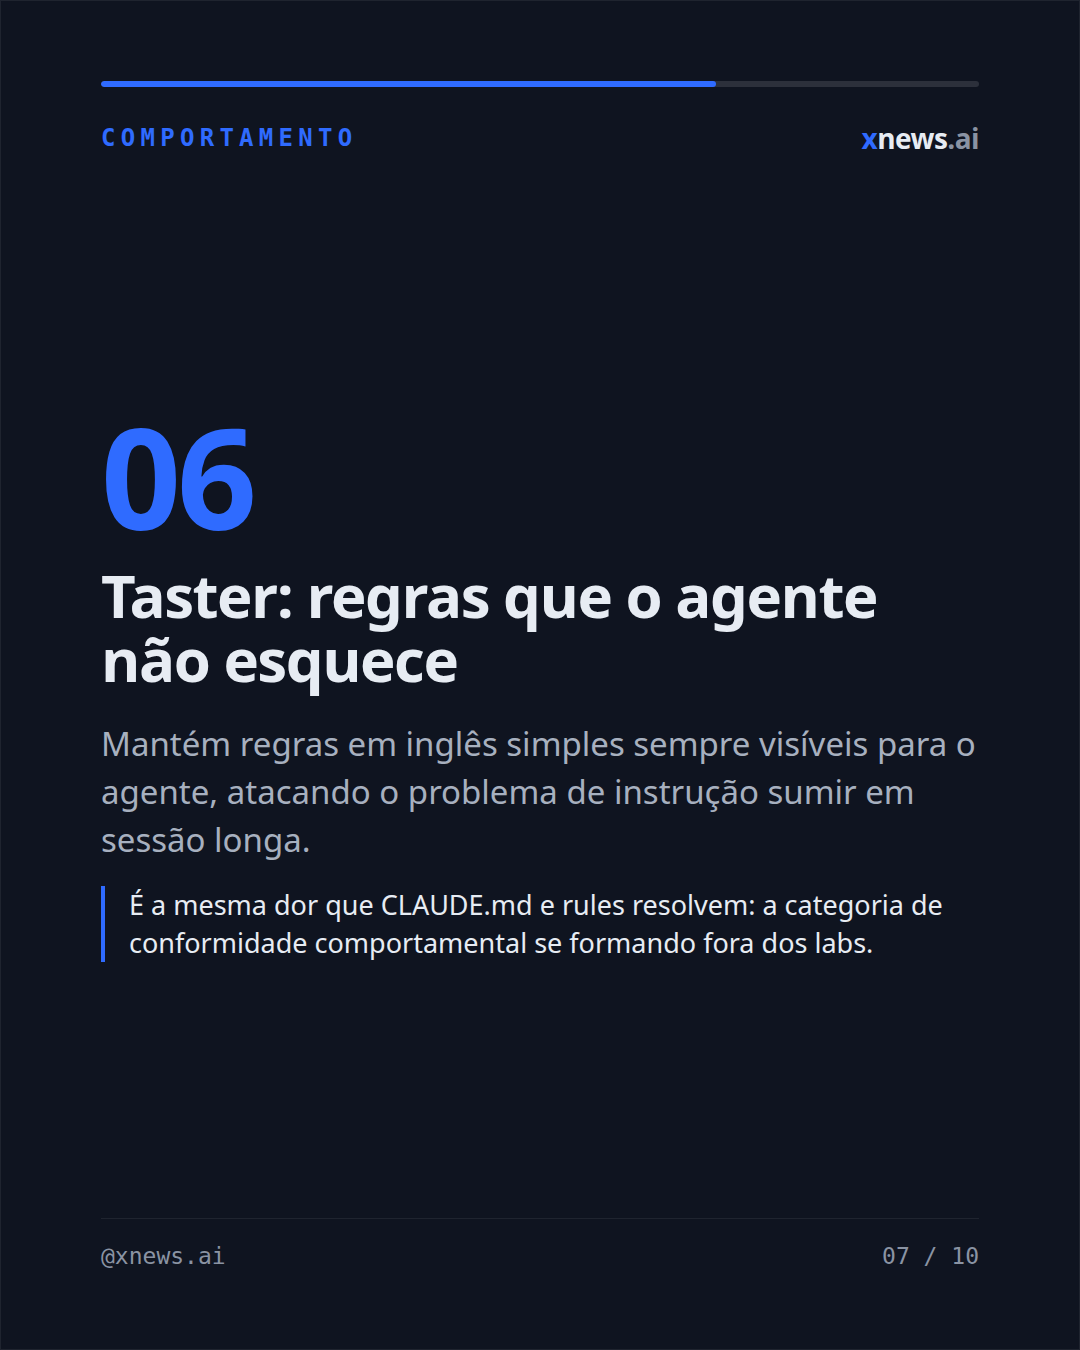 COMPORTAMENTO
xnews.ai
06
Taster: regras que o agente
não esquece
Mantém regras em inglês simples sempre visíveis para o
agente, atacando o problema de instrução sumir em
sessão longa.
É a mesma dor que CLAUDE.md e rules resolvem: a categoria de
conformidade comportamental se formando fora dos labs.
@xnews.ai
07 / 10